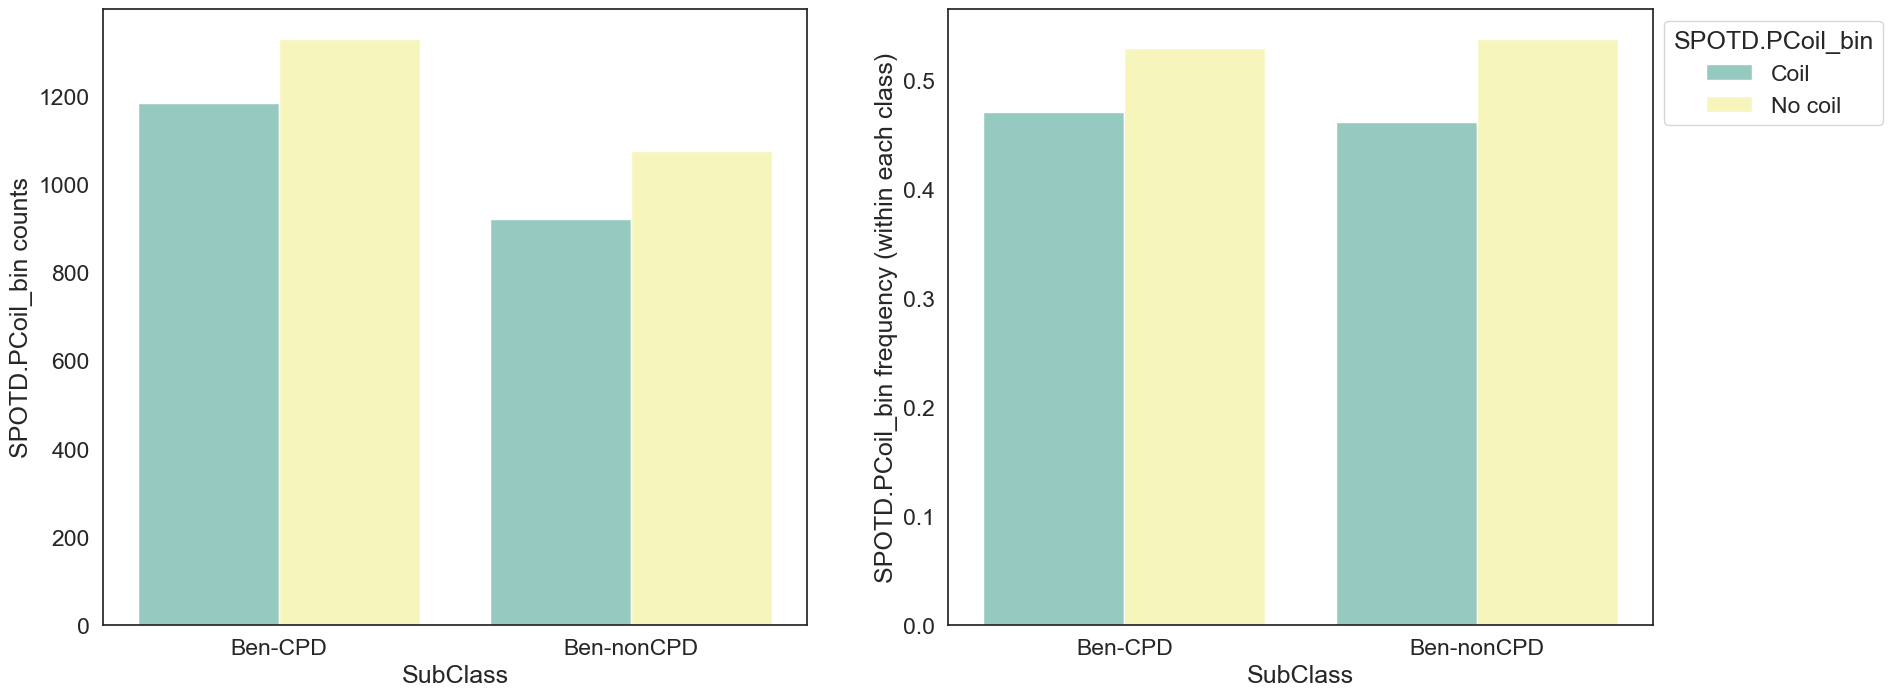 SPOTD.PCoil_bin counts
1200
1000
800
600
400
200
0
Ben-CPD
Ben-nonCPD
SubClass
SPOTD.PCoil_bin frequency (within each class)
0.5
0.4
0.3
0.2
0.1
0.0
Ben-CPD
Ben-nonCPD
SubClass
SPOTD.PCoil_bin
Coil
No coil